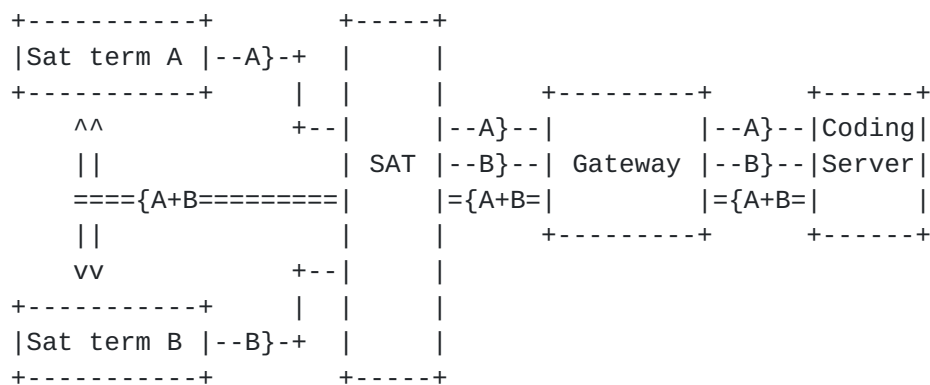 +-----------+        +-----+
|Sat term A |--A}-+  |     |
+-----------+     |  |     |      +---------+      +------+
    ^^            +--|     |--A}--|         |--A}--|Coding|
    ||               | SAT |--B}--| Gateway |--B}--|Server|
    ===={A+B=========|     |={A+B=|         |={A+B=|      |
    ||               |     |      +---------+      +------+
    vv            +--|     |
+-----------+     |  |     |
|Sat term B |--B}-+  |     |
+-----------+        +-----+